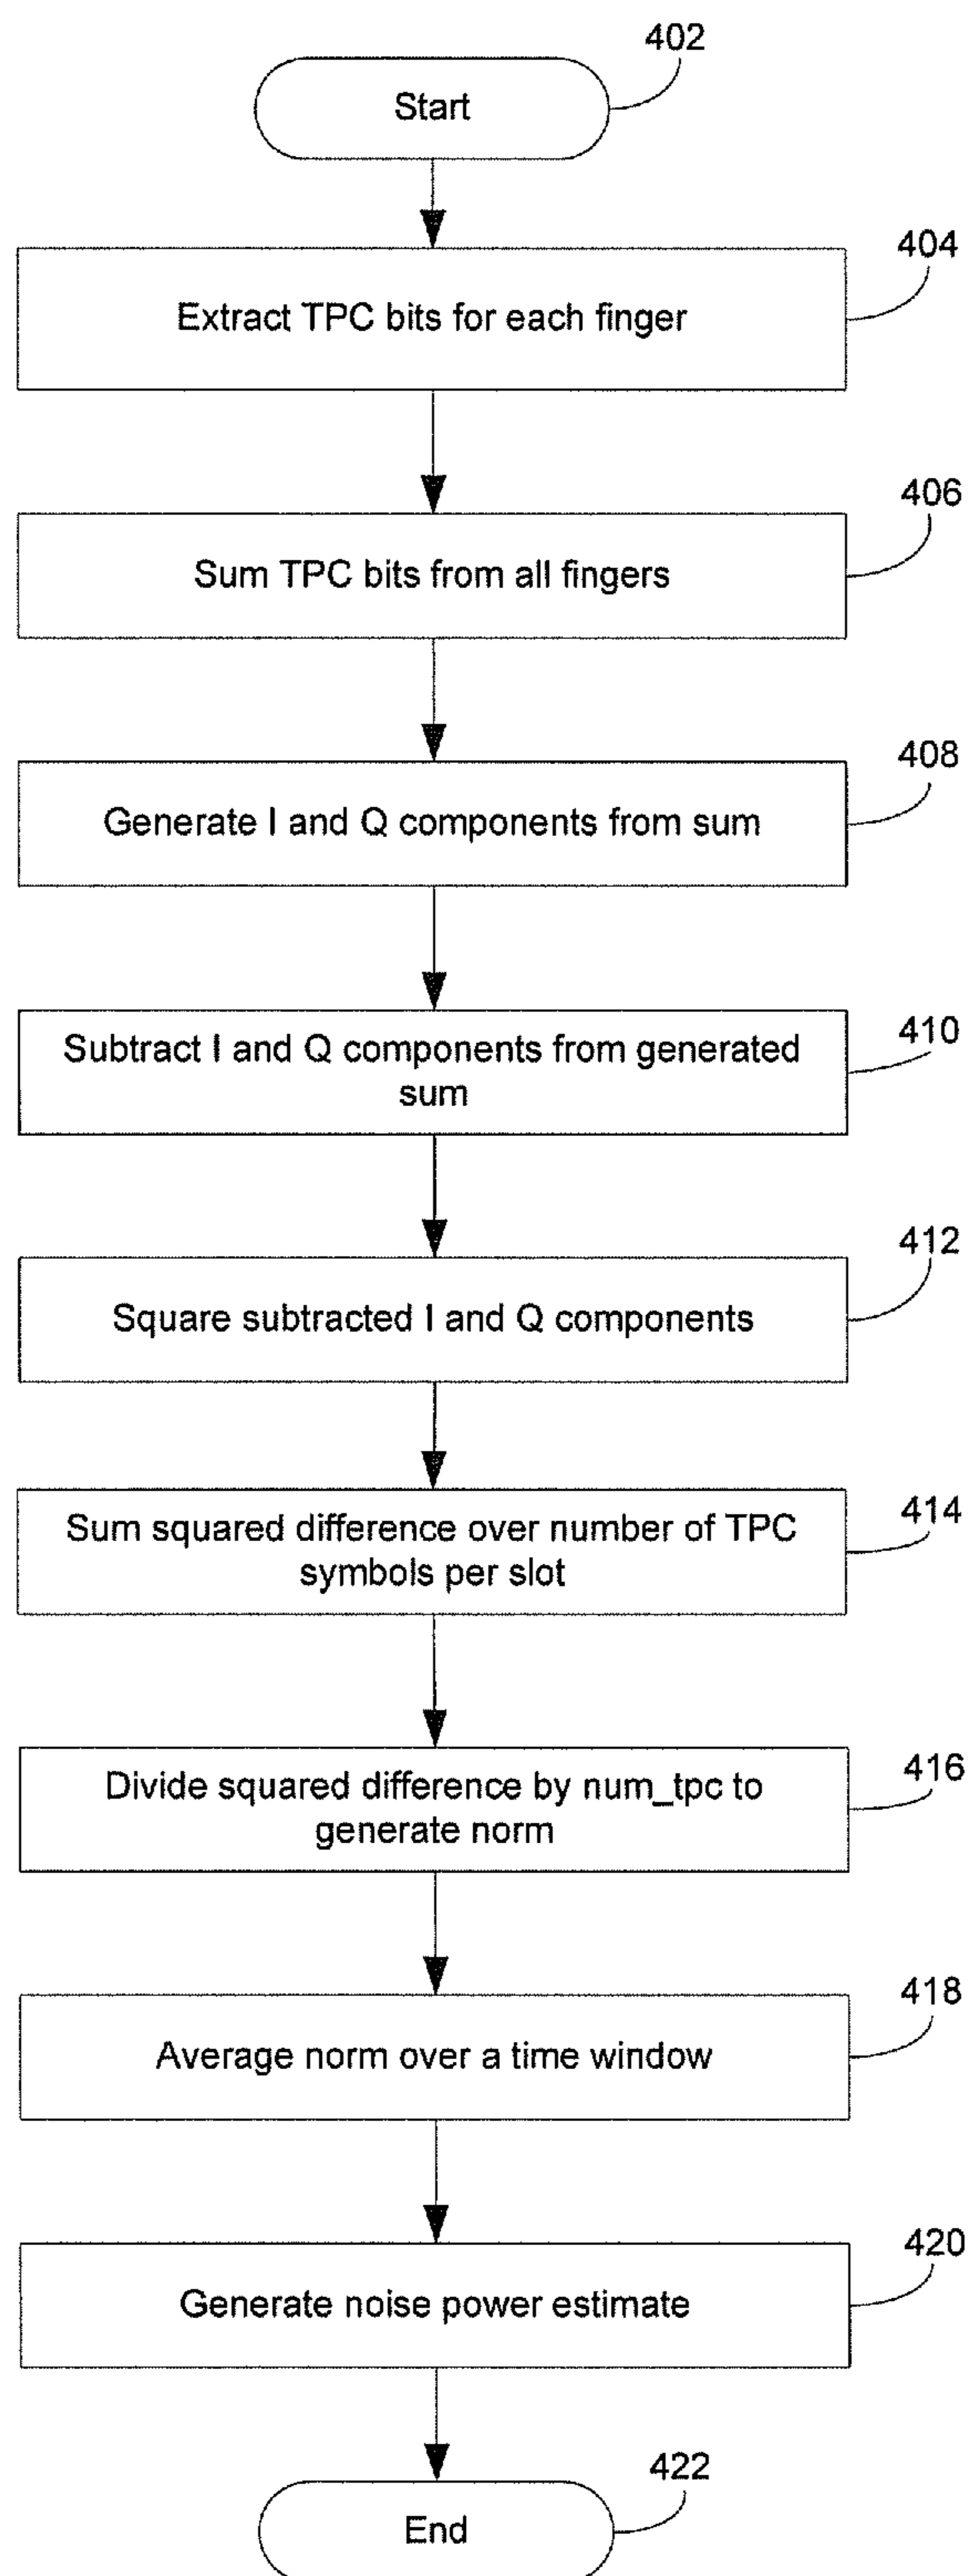 402
Start
404
Extract TPC bits for each finger
406
Sum TPC bits from all fingers
408
Generate I and Q components from sum
410
Subtract I and Q components from generated
sum
412
Square subtracted I and Q components
414
Sum squared difference over number of TPC
symbols per slot
416
Divide squared difference by num_tpc to
generate norm
418
Average norm over a time window
420
Generate noise power estimate
422
End